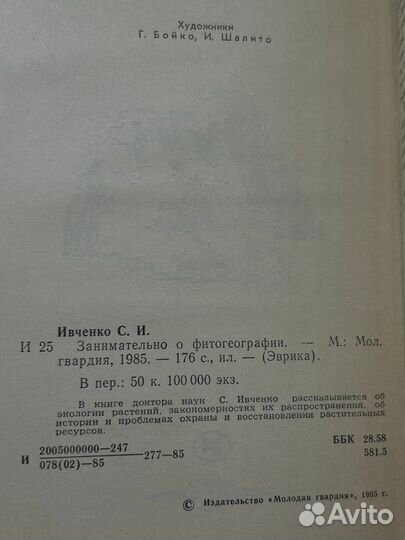 Художники
Г. Бойко, И. Шалито
Ивченко С. И.
И 25 Занимательно о фитогеографии. — М.: Мол.
гвардия, 1985. — 176 с., ил. — (Эврика).
В пер.: 50 к. 100 000 экз.
В книге доктора наук С. Ивченко рассказывается об
экологии растений, закономерностях их распространения, об
истории и проблемах охраны и восстановления растительных
ресурсов.
И 2005000000—247
078(02)—85
277—85
ББК 28.58
581.5
© Издательство «Молодая гвардия», 1985 г.
Avito